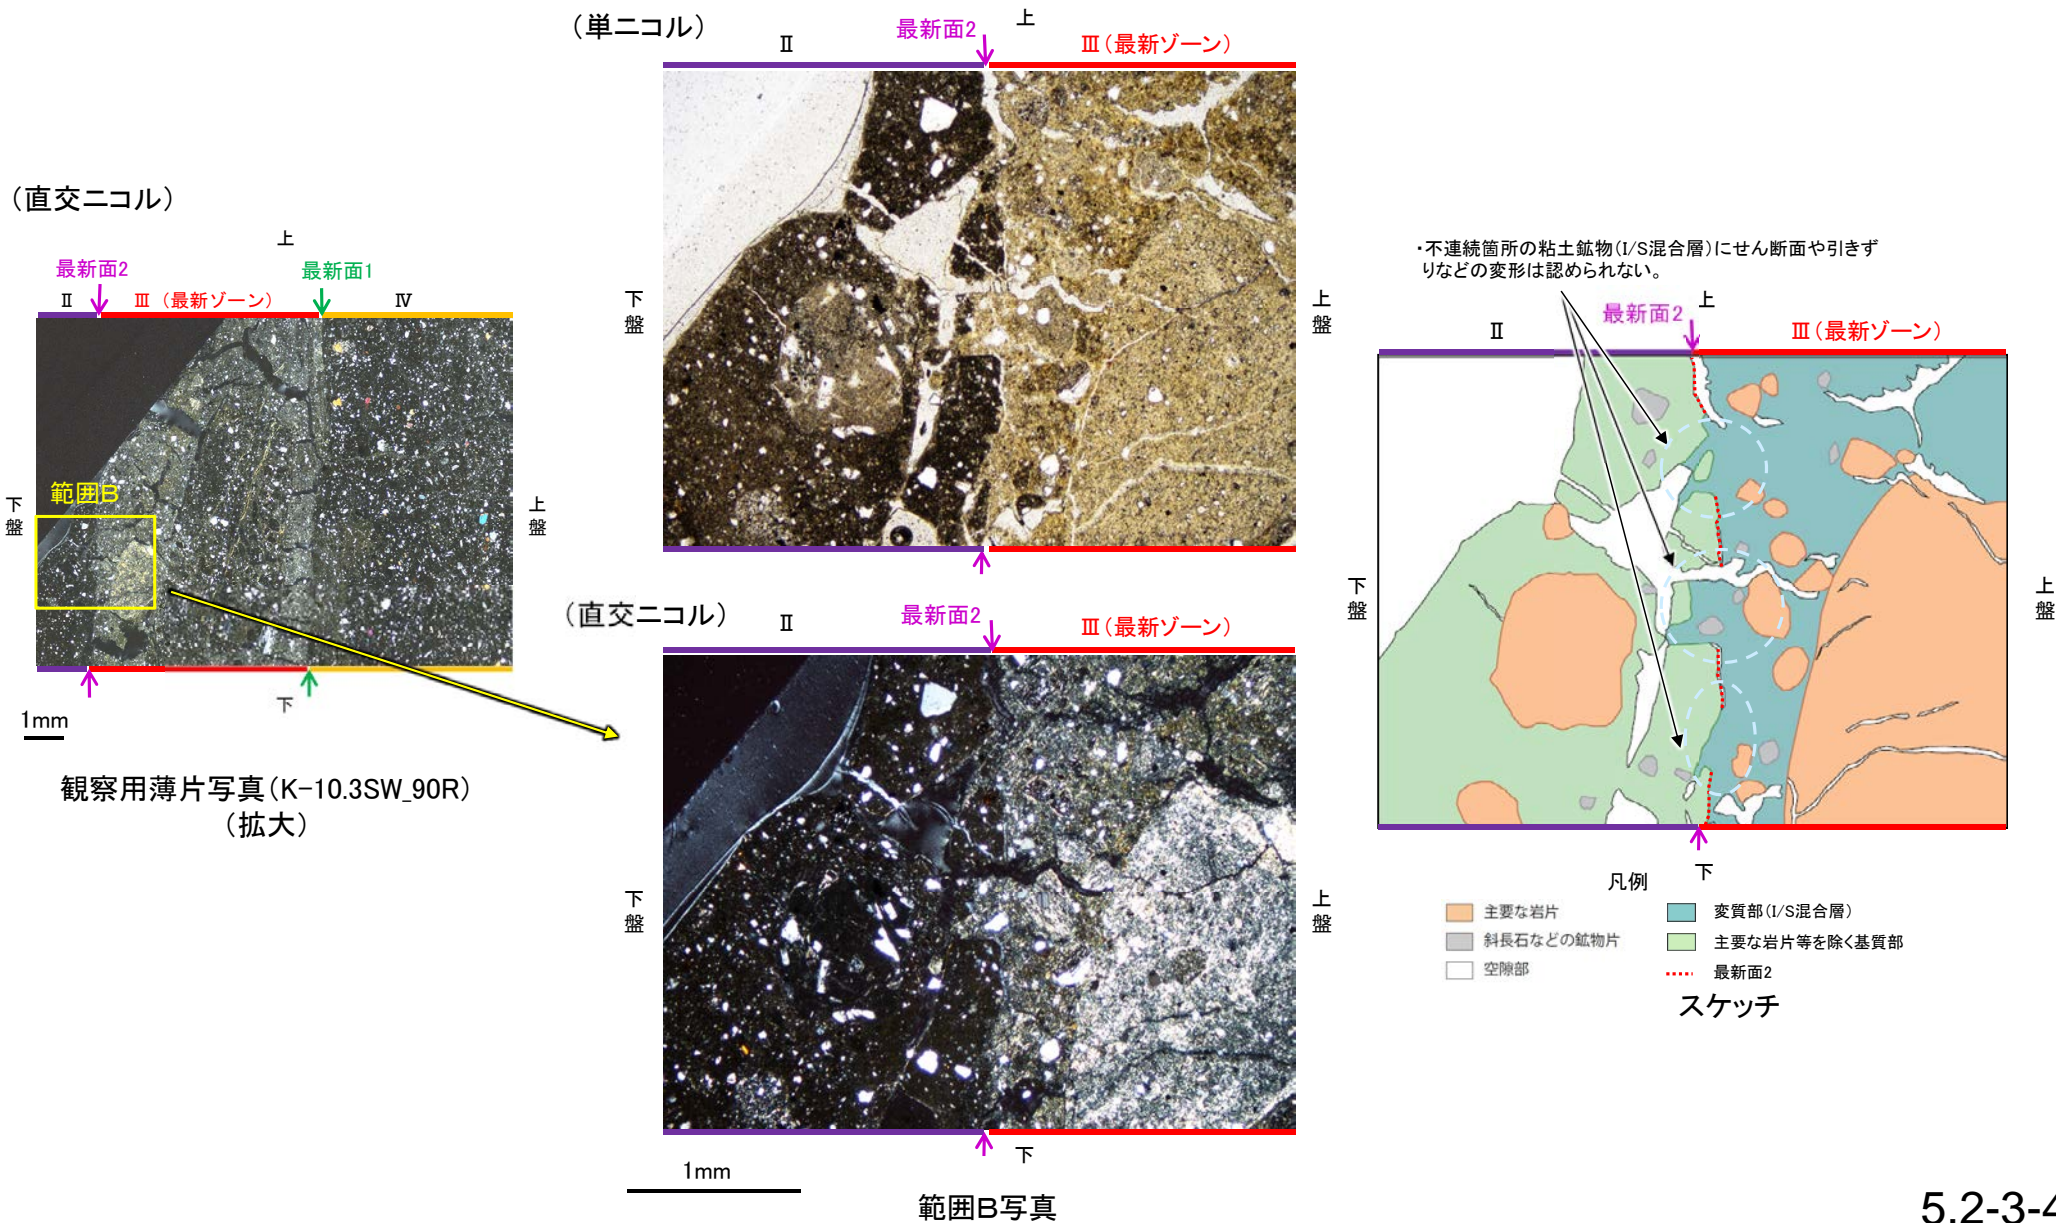 (直交ニコル)
上
最新面2
最新面1
Ⅱ
Ⅲ (最新ゾーン)
Ⅳ
範囲B
下盤
上盤
下
1mm
観察用薄片写真(K-10.3SW_90R)
(拡大)
(単ニコル)
上
最新面2
Ⅱ
Ⅲ(最新ゾーン)
下盤
上盤
(直交ニコル)
最新面2
Ⅱ
Ⅲ(最新ゾーン)
下盤
上盤
下
1mm
範囲B写真
・不連続箇所の粘土鉱物(I/S混合層)にせん断面や引きず
りなどの変形は認められない。
上
最新面2
Ⅱ
Ⅲ(最新ゾーン)
下盤
上盤
下
凡例
主要な岩片
斜長石などの鉱物片
空隙部
変質部(I/S混合層)
主要な岩片等を除く基質部
最新面2
スケッチ
5.2-3-4